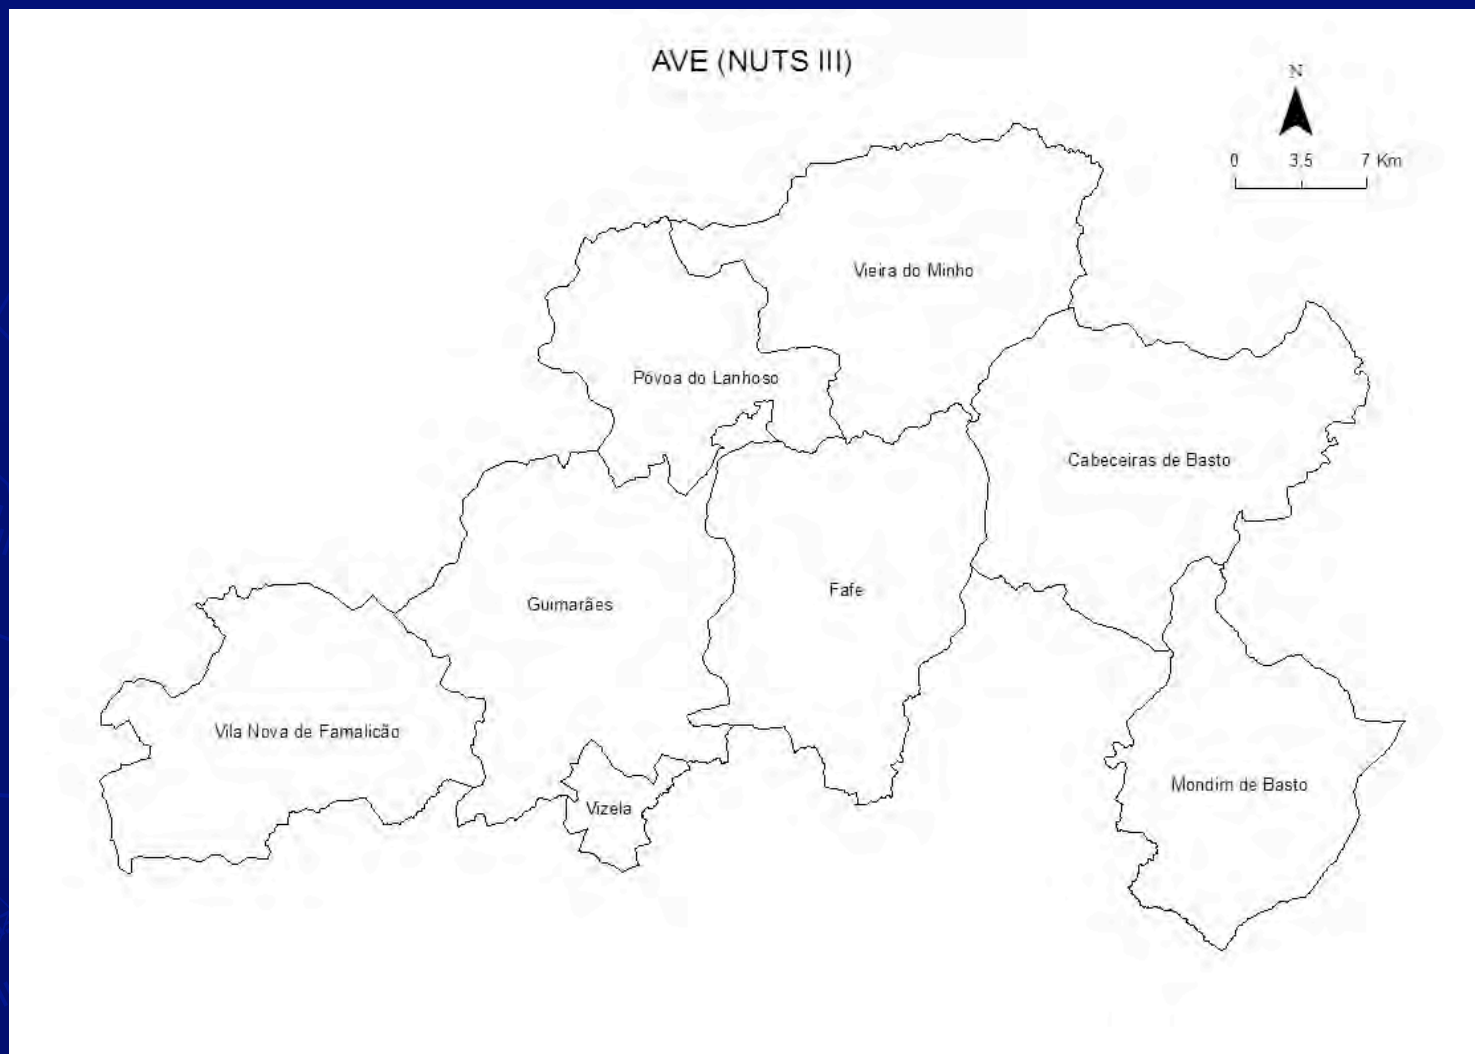 AVE (NUTS III)
N
0 3,5 7 Km
Vieira do Minho
Póvoa do Lanhoso
Cabeceiras de Basto
Fafe
Guimarães
Vila Nova de Famalicão
Mondim de Basto
Vizela